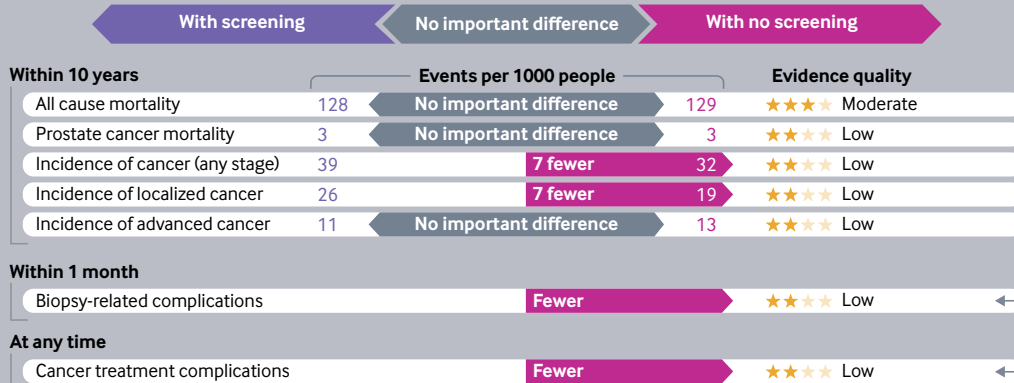 With screening No important difference With no screening
Within 10 years Events per 1000 people Evidence quality
All cause mortality 128 No important difference 129 Moderate
Prostate cancer mortality 3 No important difference 3 Low
Incidence of cancer (any stage) 39 7 fewer 32 Low
Incidence of localized cancer 26 7 fewer 19 Low
Incidence of advanced cancer 11 No important difference 13 Low
Within 1 month
Biopsy-related complications Fewer Low
At any time
Cancer treatment complications Fewer Low